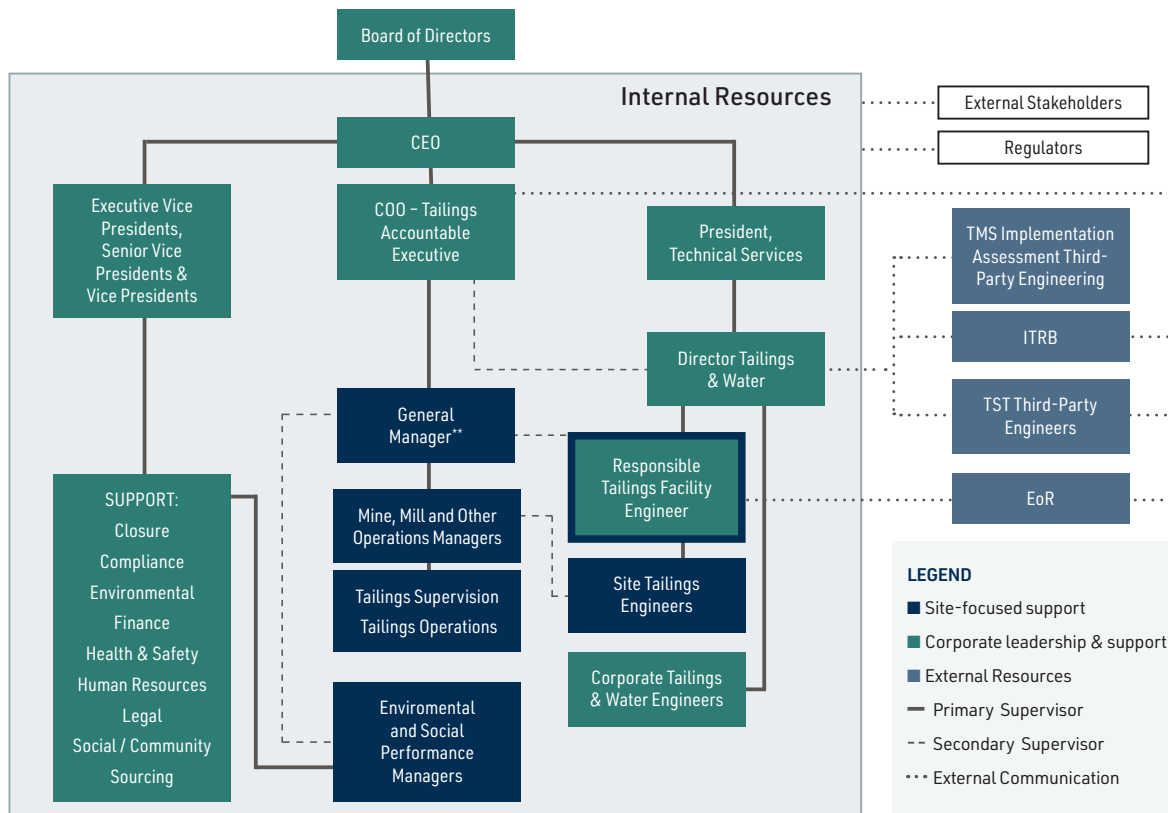 Board of Directors
Internal Resources
CEO
Executive Vice
Presidents,
Senior Vice
Presidents &
Vice Presidents
COO – Tailings
Accountable
Executive
President,
Technical Services
Director Tailings
& Water
General
Manager**
Responsible
Tailings Facility
Engineer
Mine, Mill and Other
Operations Managers
Tailings Supervision
Tailings Operations
Site Tailings
Engineers
Corporate Tailings
& Water Engineers
Enviromental
and Social
Performance
Managers
SUPPORT:
Closure
Compliance
Environmental
Finance
Health & Safety
Human Resources
Legal
Social / Community
Sourcing
External Stakeholders
Regulators
TMS Implementation
Assessment Third-
Party Engineering
ITRB
TST Third-Party
Engineers
EoR
LEGEND
Site-focused support
Corporate leadership & support
External Resources
Primary Supervisor
Secondary Supervisor
External Communication